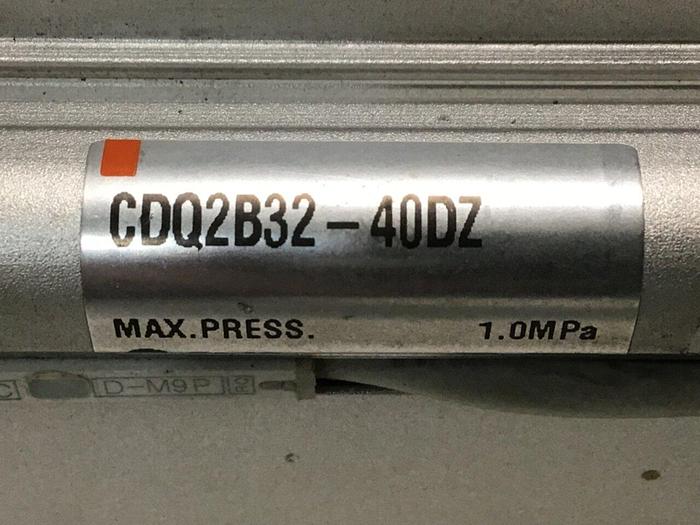 CDQ2B32-40DZ
MAX.PRESS. 1.0MPa
D-M9P